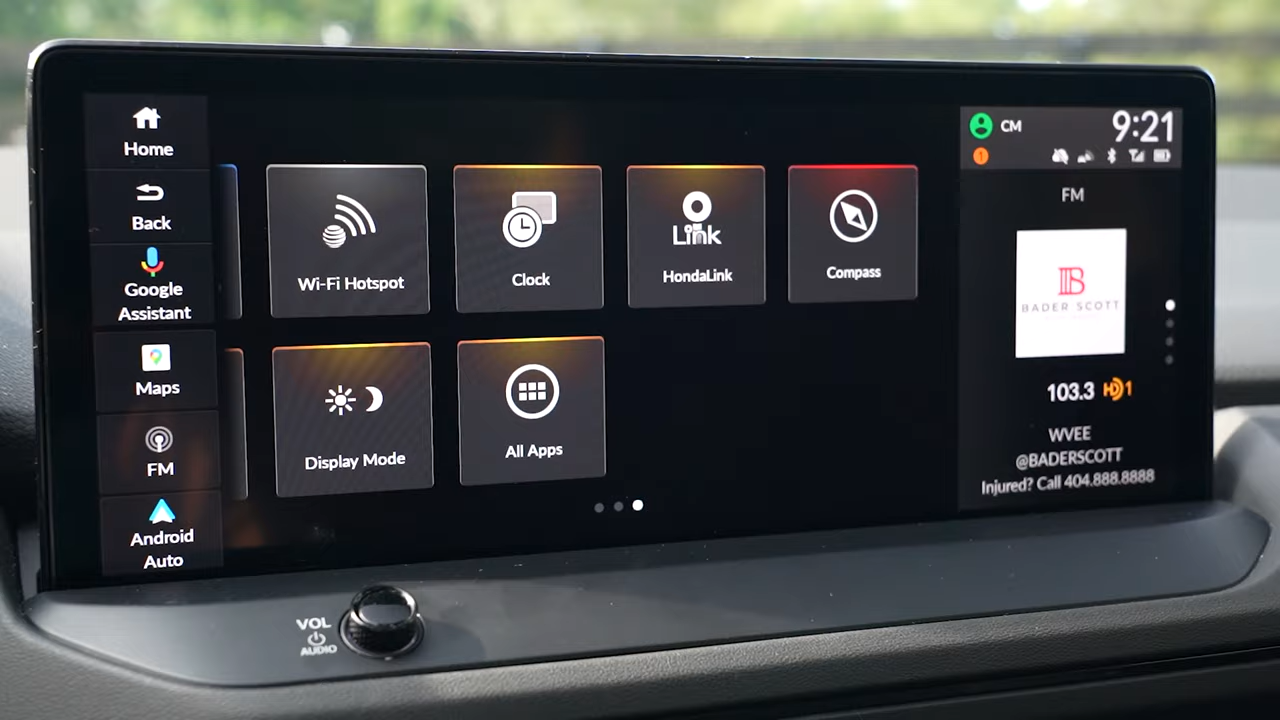 Home
Back
Google
Assistant
Maps
FM
Android
Auto
Wi-Fi Hotspot
Clock
Link
HondaLink
Compass
Display Mode
All Apps
CM
9:21
FM
B
BADER SCOTT
103.3 HD1
WVEE
@BADERSCOTT
Injured? Call 404.888.8888
VOL
AUDIO